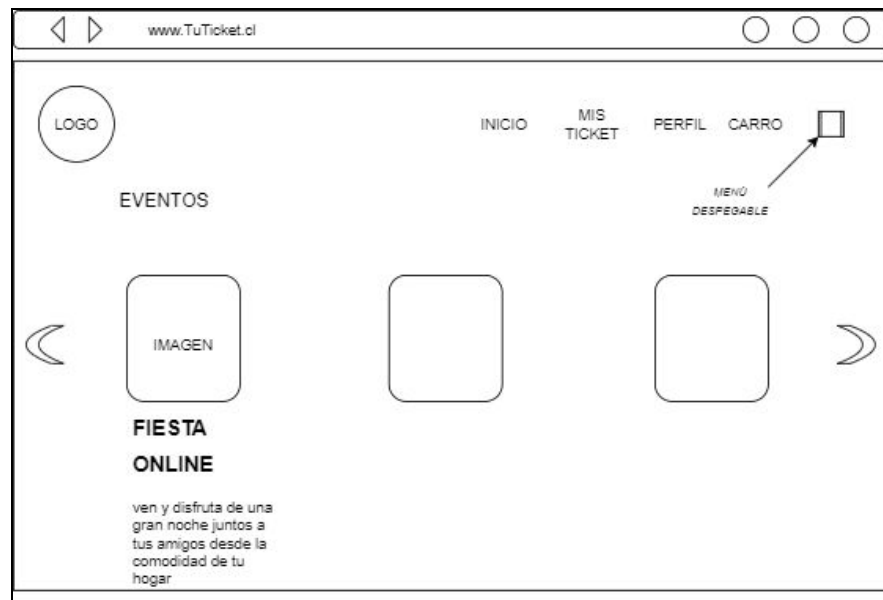 www.TuTicket.cl
LOGO
INICIO
MIS
TICKET
PERFIL
CARRO
MENÚ
DESPEGABLE
EVENTOS
IMAGEN
FIESTA
ONLINE
ven y disfruta de una
gran noche juntos a
tus amigos desde la
comodidad de tu
hogar